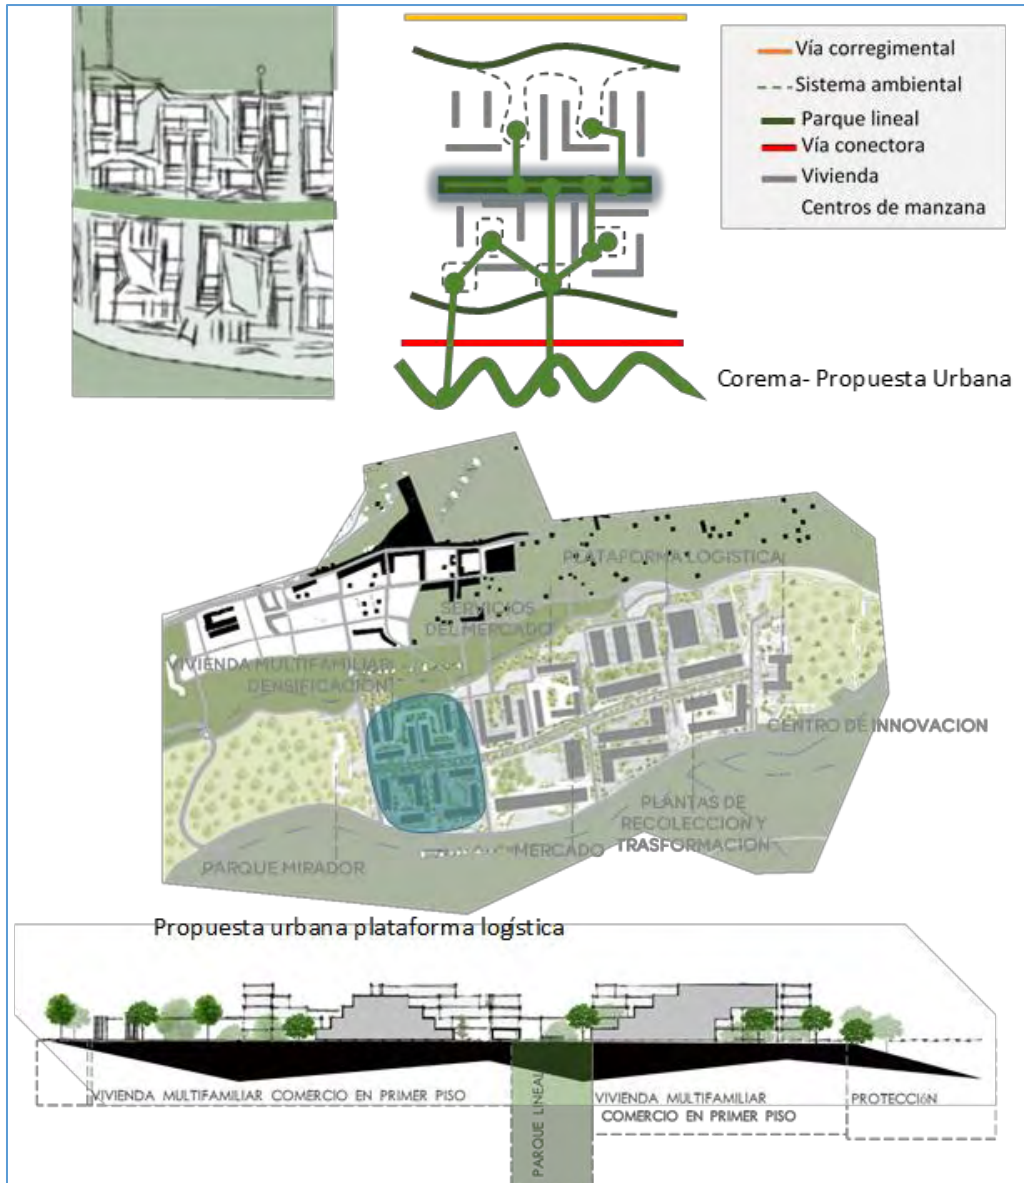 Vía corregimental
Sistema ambiental
Parque lineal
Vía conectora
Vivienda
Centros de manzana
Corema- Propuesta Urbana
PLATAFORMA LOGISTICA
SERVICIOS
DEL MERCADO
VIVIENDA MULTIFAMILIAR
DENSIFICACION
CENTRO DE INNOVACION
PLANTAS DE
RECOLECCION Y
TRASFORMACION
MERCADO
PARQUE MIRADOR
Propuesta urbana plataforma logística
VIVIENDA MULTIFAMILIAR COMERCIO EN PRIMER PISO
PARQUE LINEAL
VIVIENDA MULTIFAMILIAR
COMERCIO EN PRIMER PISO
PROTECCIÓN